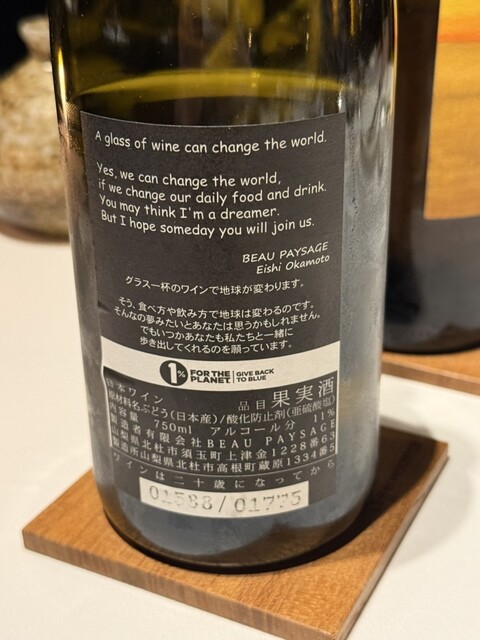 A glass of wine can change the world.
Yes, we can change the world,
if we change our daily food and drink.
You may think I'm a dreamer.
But I hope someday you will join us.
BEAU PAYSAGE
Eishi Okamoto
グラス一杯のワインで地球が変わります。
そう、食べ方や飲み方で地球は変わるのです。
そんなの夢みたいとあなたは思うかもしれません。
でもいつかあなたも私たちと一緒に
歩き出してくれるのを願っています。
1% FOR THE PLANET. GIVE BACK TO BLUE
日本ワイン 品目 果実酒
原材料名ぶどう(日本産)/酸化防止剤(亜硫酸塩)
内容量 750ml アルコール分 11%
製造者有限会社BEAU PAYSAGE
山梨県北杜市須玉町上津金1228番63
製造所山梨県北杜市高根町蔵原1334番5
ワインは二十歳になってから
01588/01775